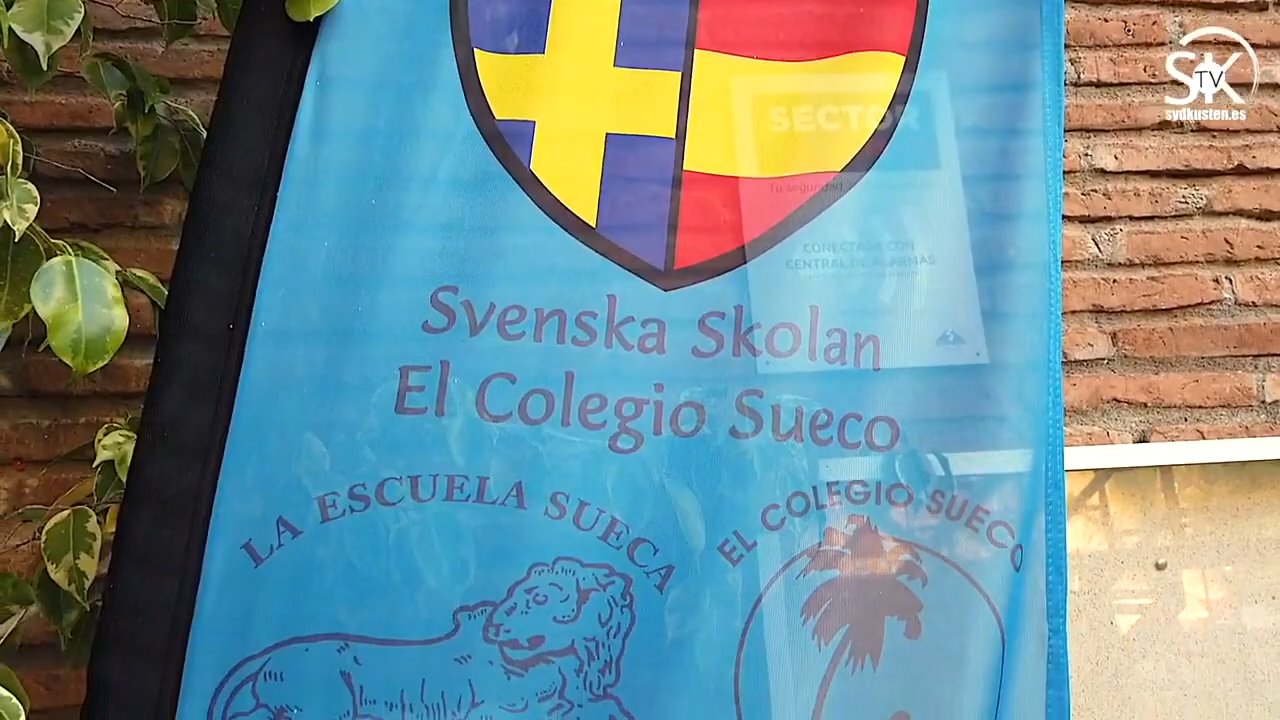 SK
TV
sydkusten.es
SECTOR
Tu seguridad
CONECTADA CON
CENTRAL DE ALARMAS
Svenska Skolan
El Colegio Sueco
LA ESCUELA SUECA
EL COLEGIO SUECO